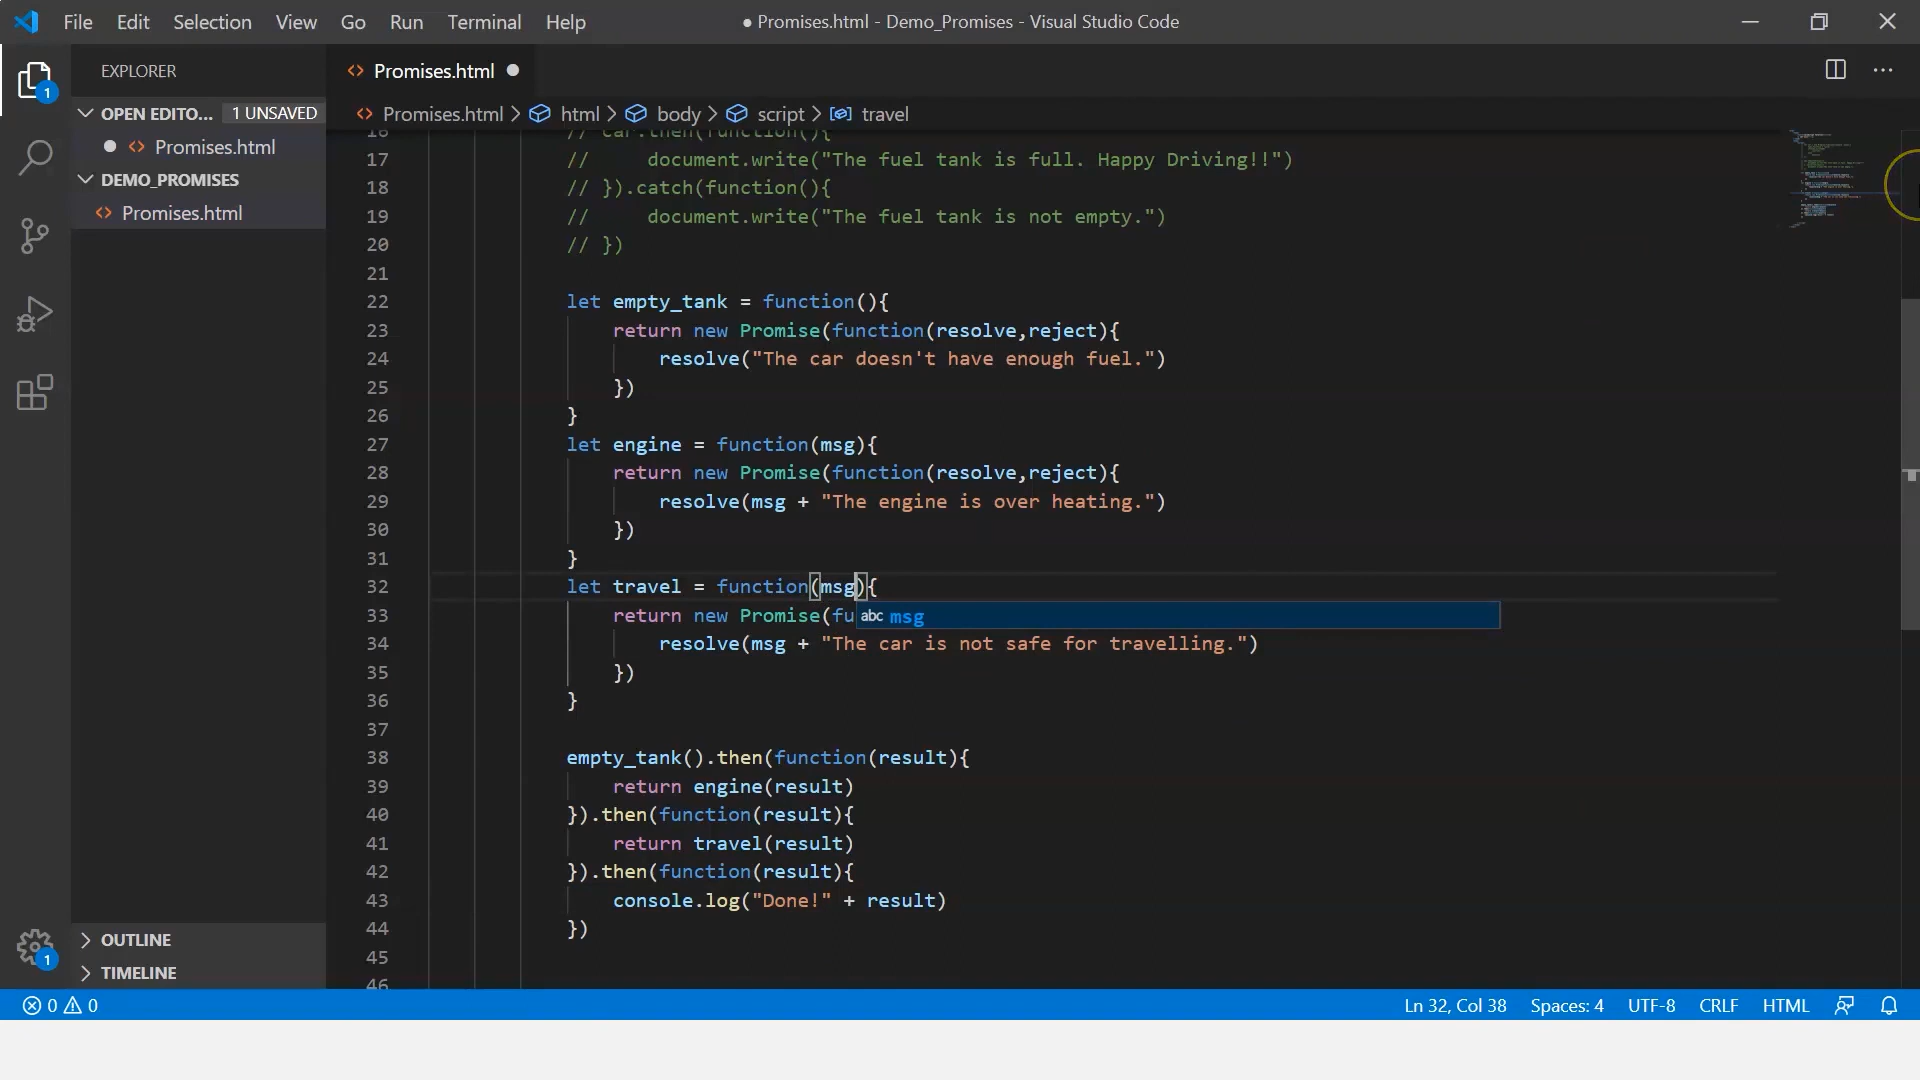 File Edit Selection View Go Run Terminal Help
● Promises.html - Demo_Promises - Visual Studio Code
EXPLORER
Promises.html
OPEN EDITO... 1 UNSAVED
Promises.html > html > body > script > travel
Promises.html
DEMO_PROMISES
Promises.html
16 // car.then(function(){
17 //     document.write("The fuel tank is full. Happy Driving!!")
18 // }).catch(function(){
19 //     document.write("The fuel tank is not empty.")
20 // })
21
22 let empty_tank = function(){
23     return new Promise(function(resolve,reject){
24         resolve("The car doesn't have enough fuel.")
25     })
26 }
27 let engine = function(msg){
28     return new Promise(function(resolve,reject){
29         resolve(msg + "The engine is over heating.")
30     })
31 }
32 let travel = function(msg){
33     return new Promise(fu
abc msg
34         resolve(msg + "The car is not safe for travelling.")
35     })
36 }
37
38 empty_tank().then(function(result){
39     return engine(result)
40 }).then(function(result){
41     return travel(result)
42 }).then(function(result){
43     console.log("Done!" + result)
44 })
45
46
1
1
OUTLINE
TIMELINE
0 0
Ln 32, Col 38 Spaces: 4 UTF-8 CRLF HTML